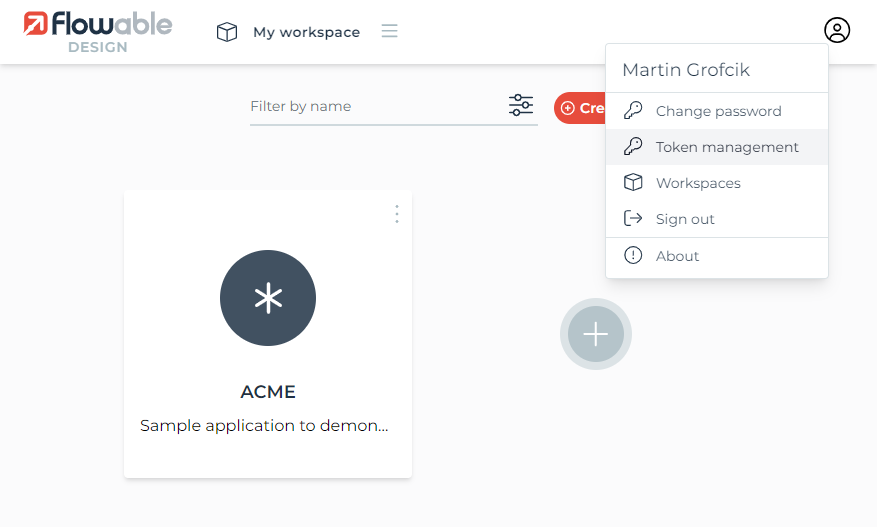 flowable
DESIGN
My workspace
Martin Grofcik
Filter by name
Cre
Change password
Token management
Workspaces
Sign out
About
ACME
Sample application to demon...